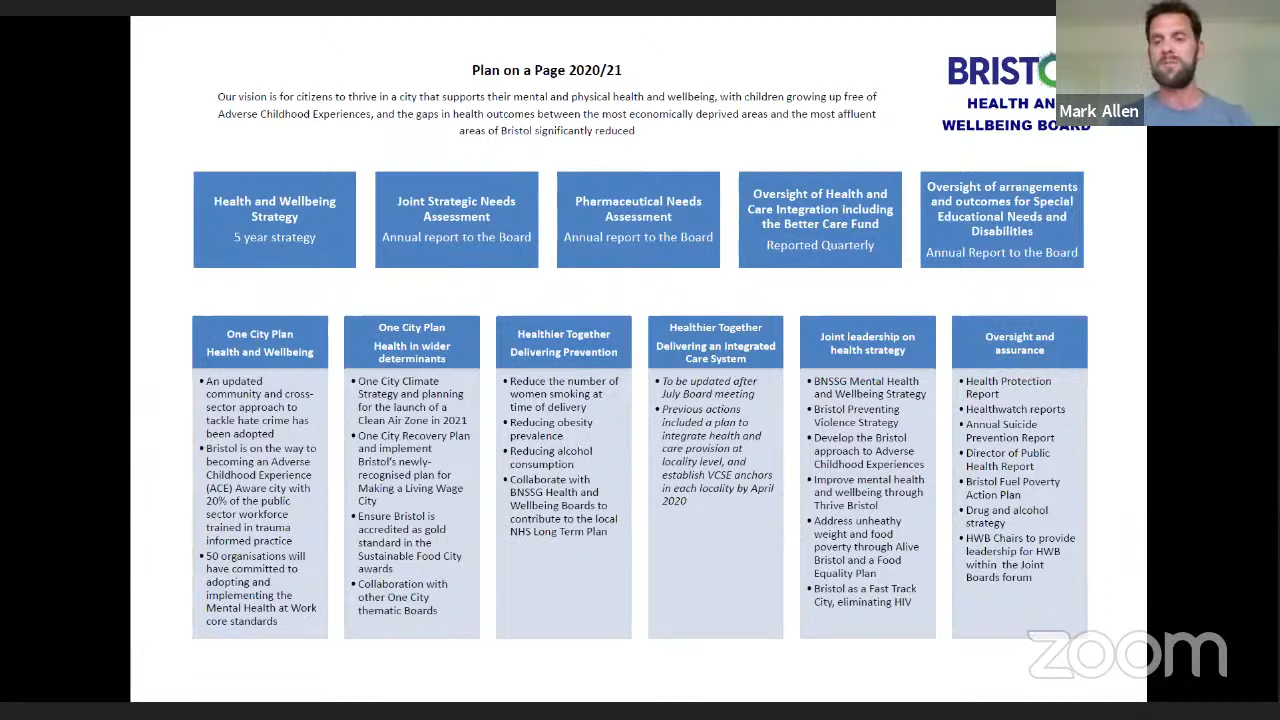 Plan on a Page 2020/21
Our vision is for citizens to thrive in a city that supports their mental and physical health and wellbeing, with children growing up free of
Adverse Childhood Experiences, and the gaps in health outcomes between the most economically deprived areas and the most affluent
areas of Bristol significantly reduced
BRISTO
HEALTH AN
WELLBEING BOARD
Mark Allen
Health and Wellbeing
Strategy
5 year strategy
Joint Strategic Needs
Assessment
Annual report to the Board
Pharmaceutical Needs
Assessment
Annual report to the Board
Oversight of Health and
Care Integration including
the Better Care Fund
Reported Quarterly
Oversight of arrangements
and outcomes for Special
Educational Needs and
Disabilities
Annual Report to the Board
One City Plan
Health and Wellbeing
• An updated
community and cross-
sector approach to
tackle hate crime has
been adopted
• Bristol is on the way to
becoming an Adverse
Childhood Experience
(ACE) Aware city with
20% of the public
sector workforce
trained in trauma
informed practice
• 50 organisations will
have committed to
adopting and
implementing the
Mental Health at Work
core standards
One City Plan
Health in wider
determinants
• One City Climate
Strategy and planning
for the launch of a
Clean Air Zone in 2021
• One City Recovery Plan
and implement
Bristol's newly-
recognised plan for
Making a Living Wage
City
• Ensure Bristol is
accredited as gold
standard in the
Sustainable Food City
awards
• Collaboration with
other One City
thematic Boards
Healthier Together
Delivering Prevention
• Reduce the number of
women smoking at
time of delivery
• Reducing obesity
prevalence
• Reducing alcohol
consumption
• Collaborate with
BNSSG Health and
Wellbeing Boards to
contribute to the local
NHS Long Term Plan
Healthier Together
Delivering an Integrated
Care System
• To be updated after
July Board meeting
• Previous actions
included a plan to
integrate health and
care provision at
locality level, and
establish VCSE anchors
in each locality by April
2020
Joint leadership on
health strategy
• BNSSG Mental Health
and Wellbeing Strategy
• Bristol Preventing
Violence Strategy
• Develop the Bristol
approach to Adverse
Childhood Experiences
• Improve mental health
and wellbeing through
Thrive Bristol
• Address unheathy
weight and food
poverty through Alive
Bristol and a Food
Equality Plan
• Bristol as a Fast Track
City, eliminating HIV
Oversight and
assurance
• Health Protection
Report
• Healthwatch reports
• Annual Suicide
Prevention Report
• Director of Public
Health Report
• Bristol Fuel Poverty
Action Plan
• Drug and alcohol
strategy
• HWB Chairs to provide
leadership for HWB
within the Joint
Boards forum
zoom